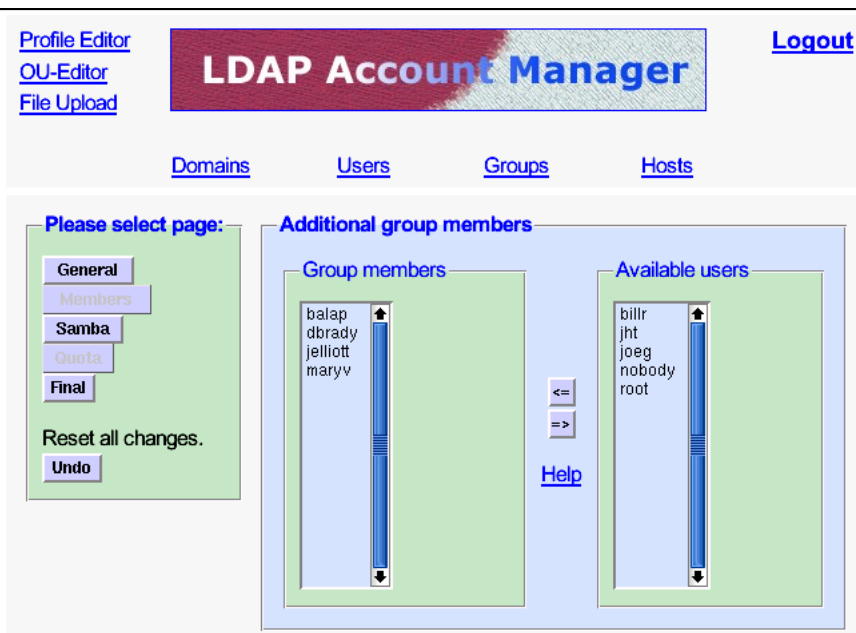 Profile Editor
OU-Editor
File Upload
LDAP Account Manager
Logout
Domains Users Groups Hosts
Please select page:
General
Members
Samba
Quota
Final
Reset all changes.
Undo
Additional group members
Group members
balap
dbrady
jelliott
maryv
<=
=>
Help
Available users
billr
jht
joeg
nobody
root